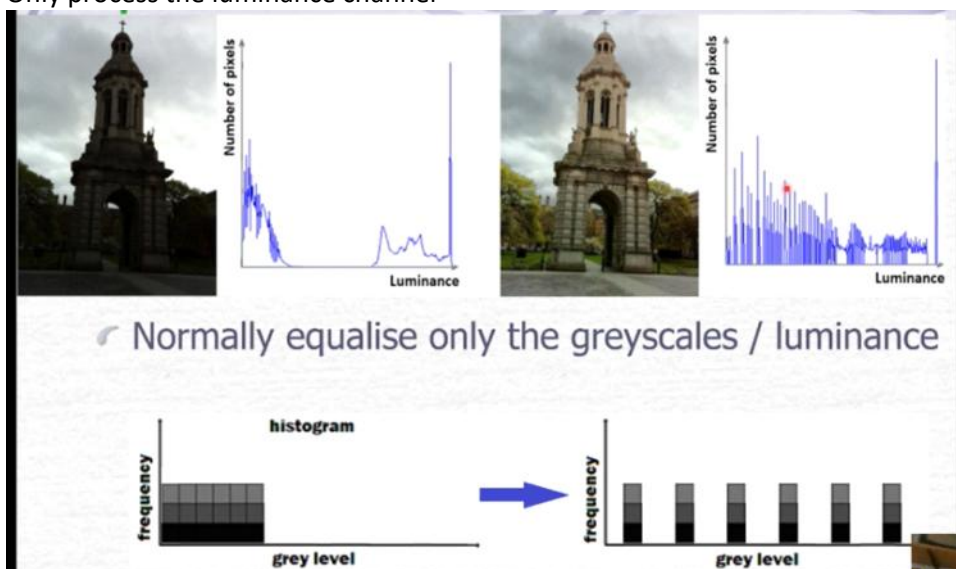 Only process the luminance channel
Number of pixels
Luminance
Number of pixels
Luminance
Normally equalise only the greyscales / luminance
histogram
frequency
grey level
frequency
grey level